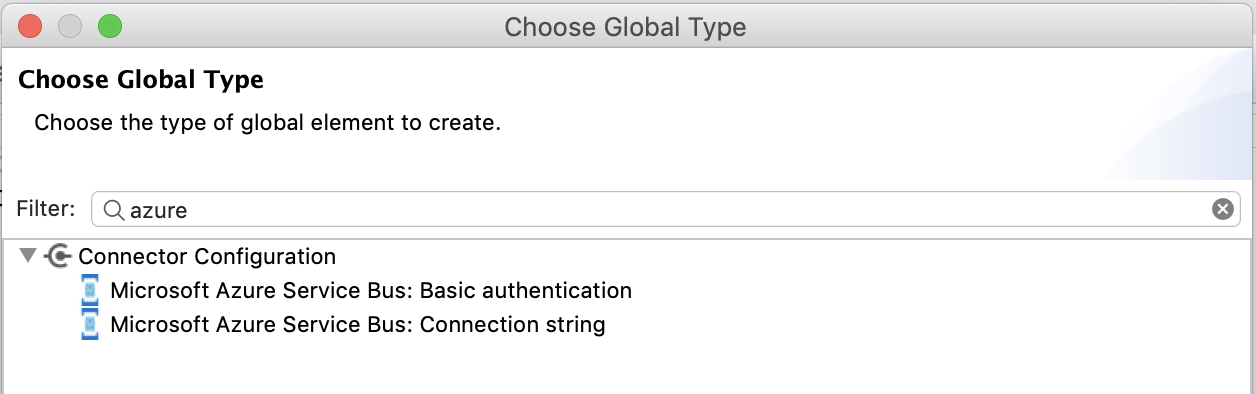 Choose Global Type
Choose Global Type
Choose the type of global element to create.
Filter: azure
Connector Configuration
Microsoft Azure Service Bus: Basic authentication
Microsoft Azure Service Bus: Connection string